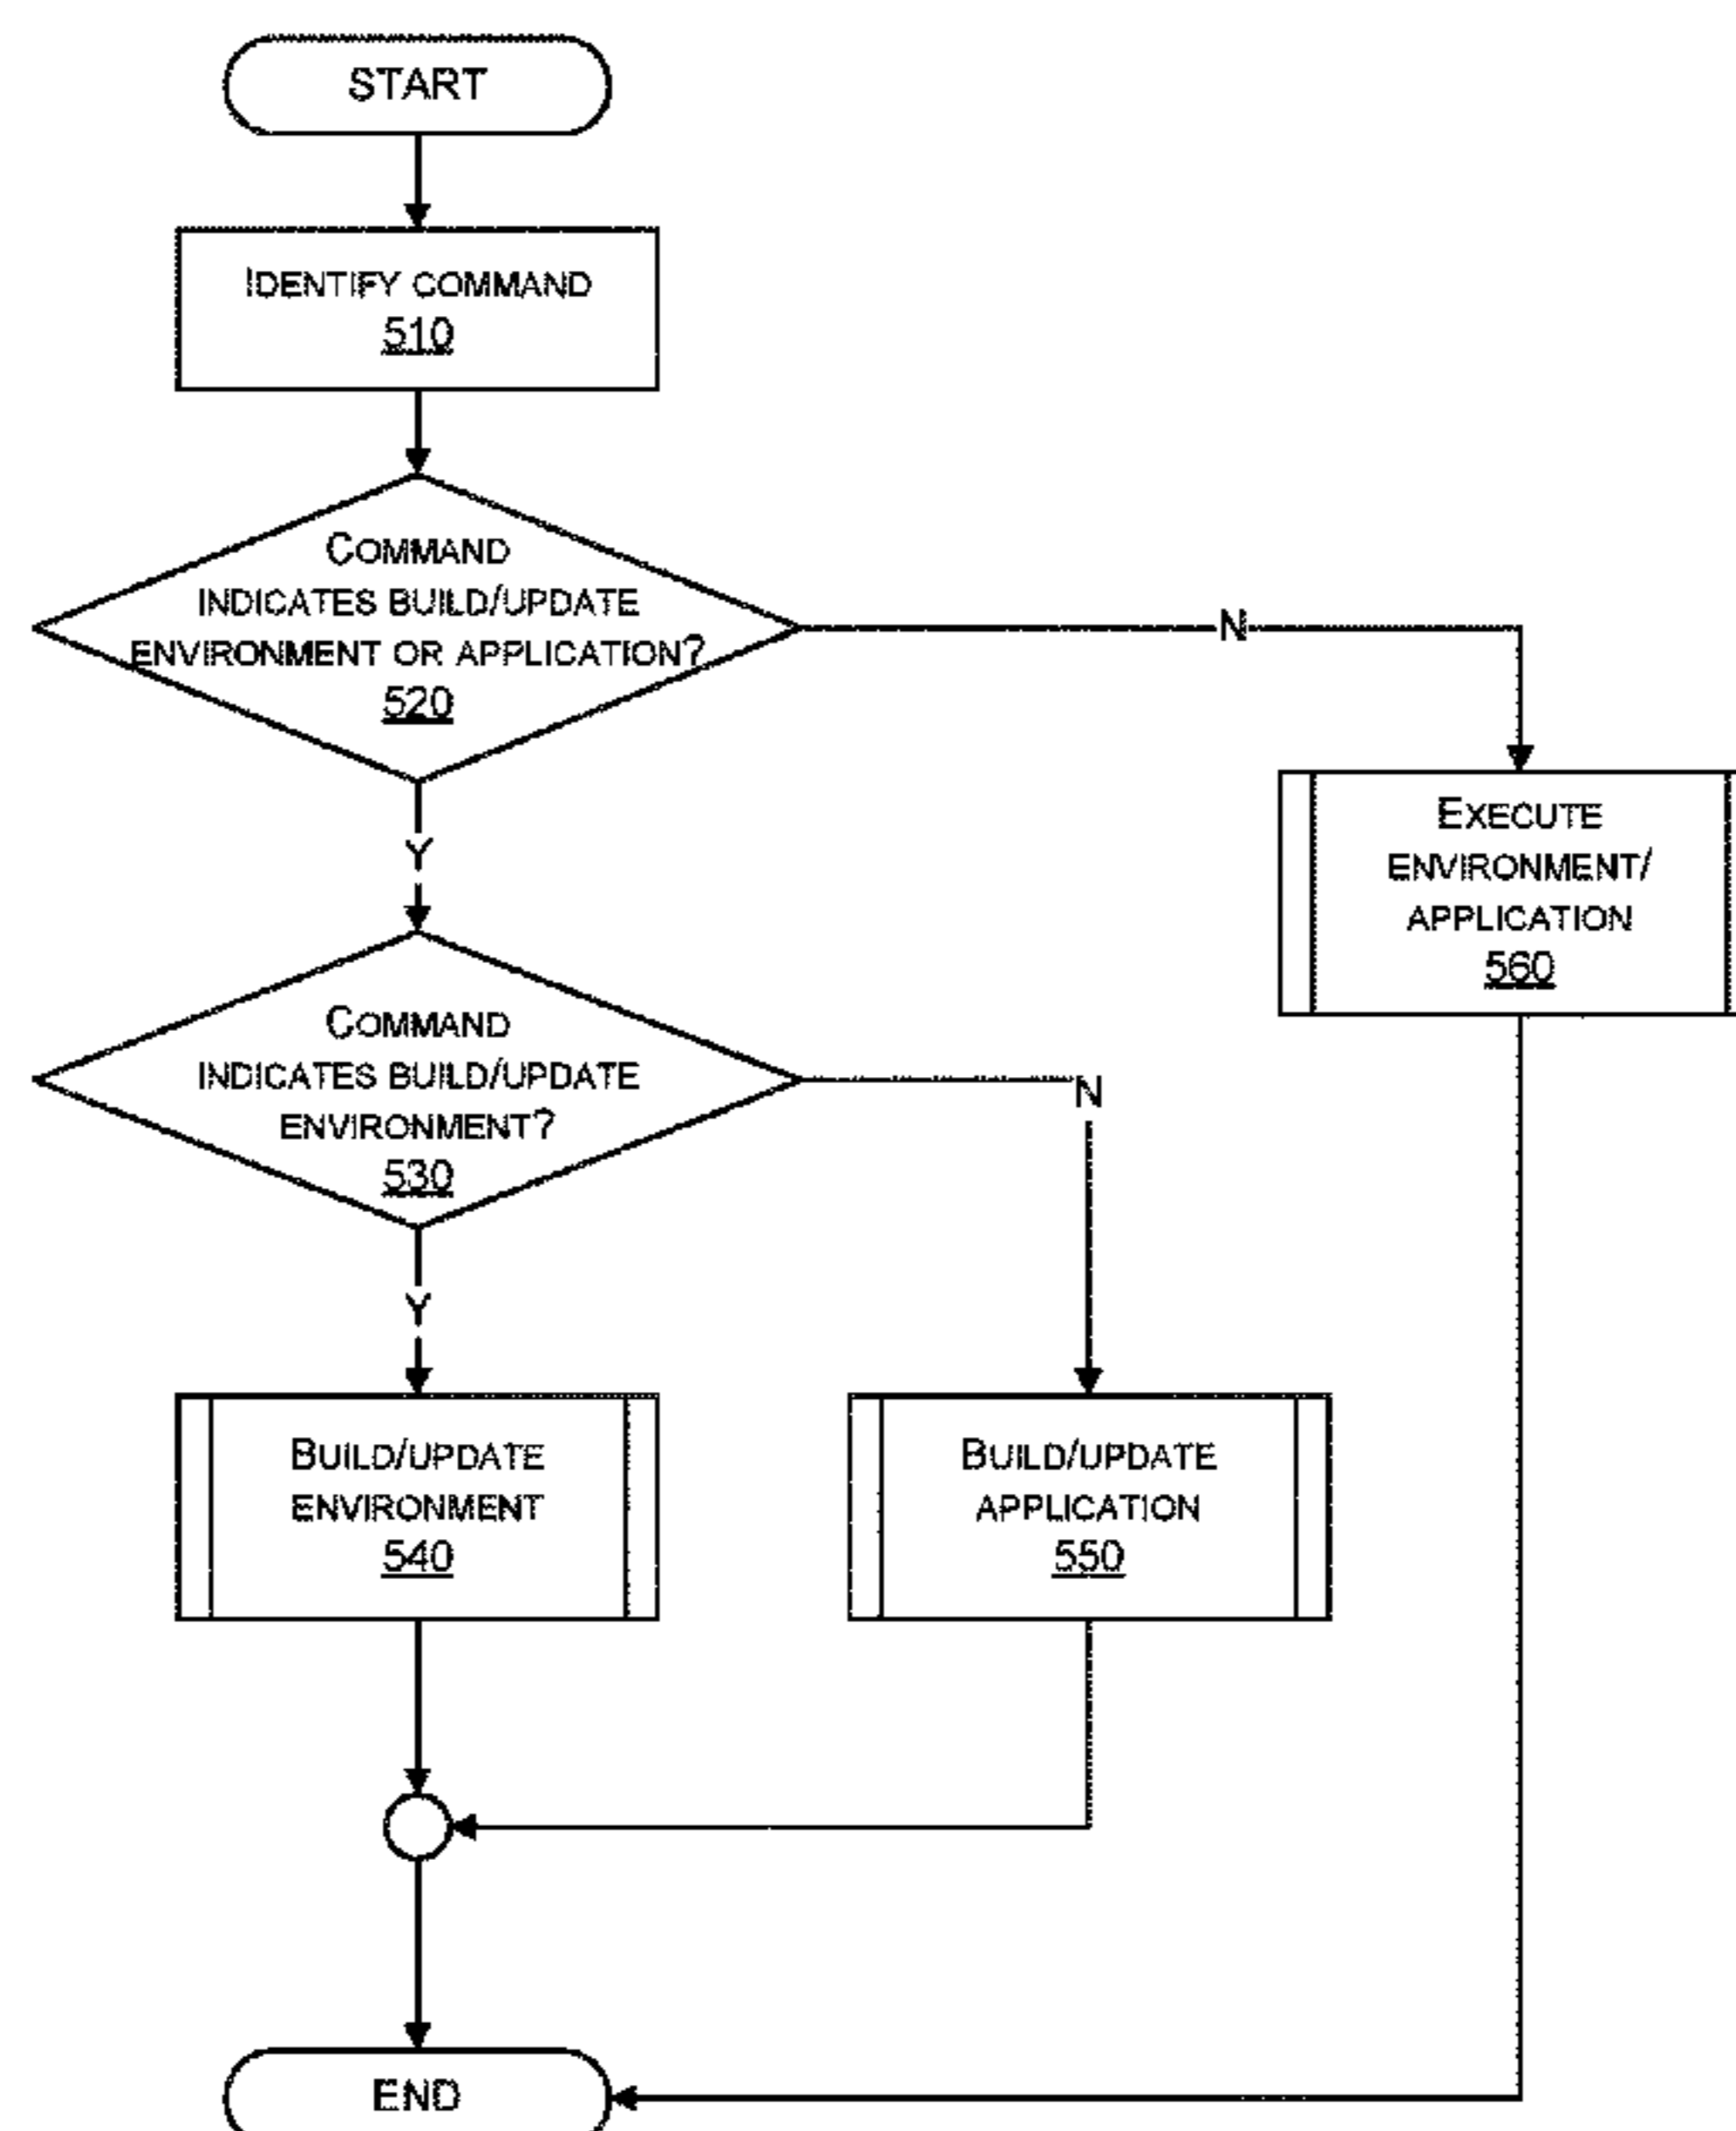 START
IDENTIFY COMMAND
510
COMMAND
INDICATES BUILD/UPDATE
ENVIRONMENT OR APPLICATION?
520
N
Y
EXECUTE
ENVIRONMENT/
APPLICATION
560
COMMAND
INDICATES BUILD/UPDATE
ENVIRONMENT?
530
N
Y
BUILD/UPDATE
ENVIRONMENT
540
BUILD/UPDATE
APPLICATION
550
END